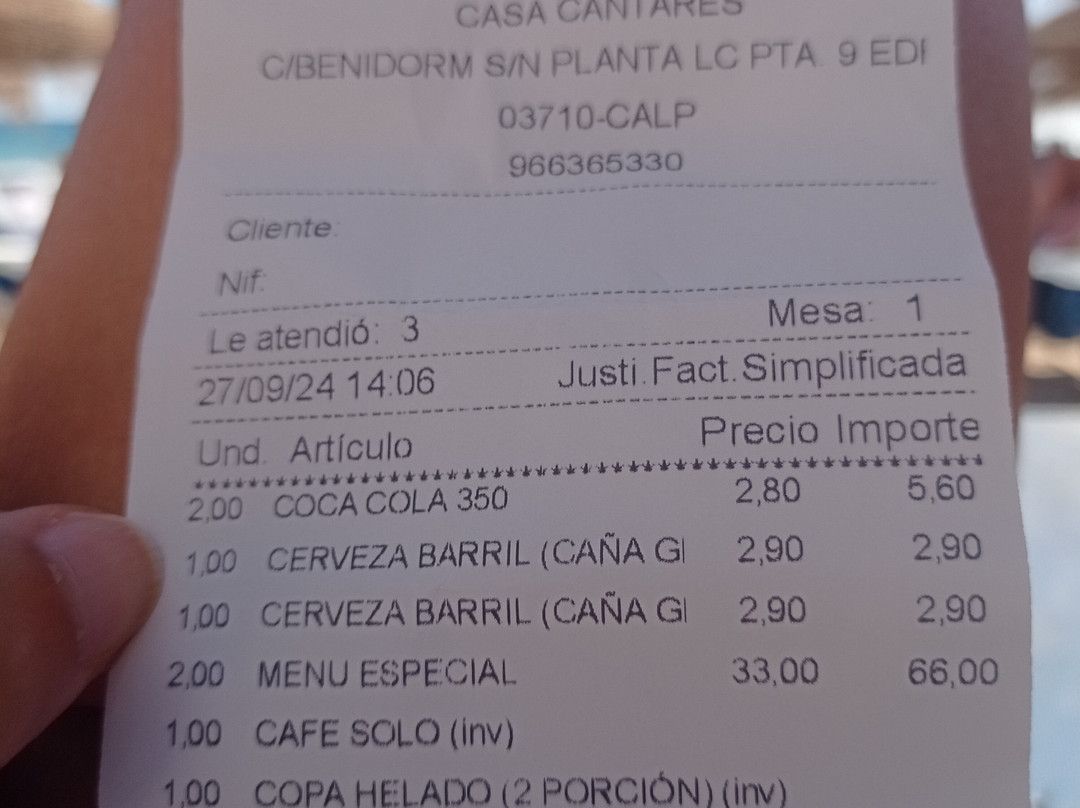 CASA CANTARES
C/BENIDORM S/N PLANTA LC PTA. 9 EDI
03710-CALP
966365330
Cliente:
Nif:
Le atendió: 3 Mesa: 1
27/09/24 14:06 Justi.Fact.Simplificada
Und. Artículo Precio Importe
2,00 COCA COLA 350 2,80 5,60
1,00 CERVEZA BARRIL (CAÑA GI 2,90 2,90
1,00 CERVEZA BARRIL (CAÑA GI 2,90 2,90
2,00 MENU ESPECIAL 33,00 66,00
1,00 CAFE SOLO (inv)
1,00 COPA HELADO (2 PORCIÓN) (inv)